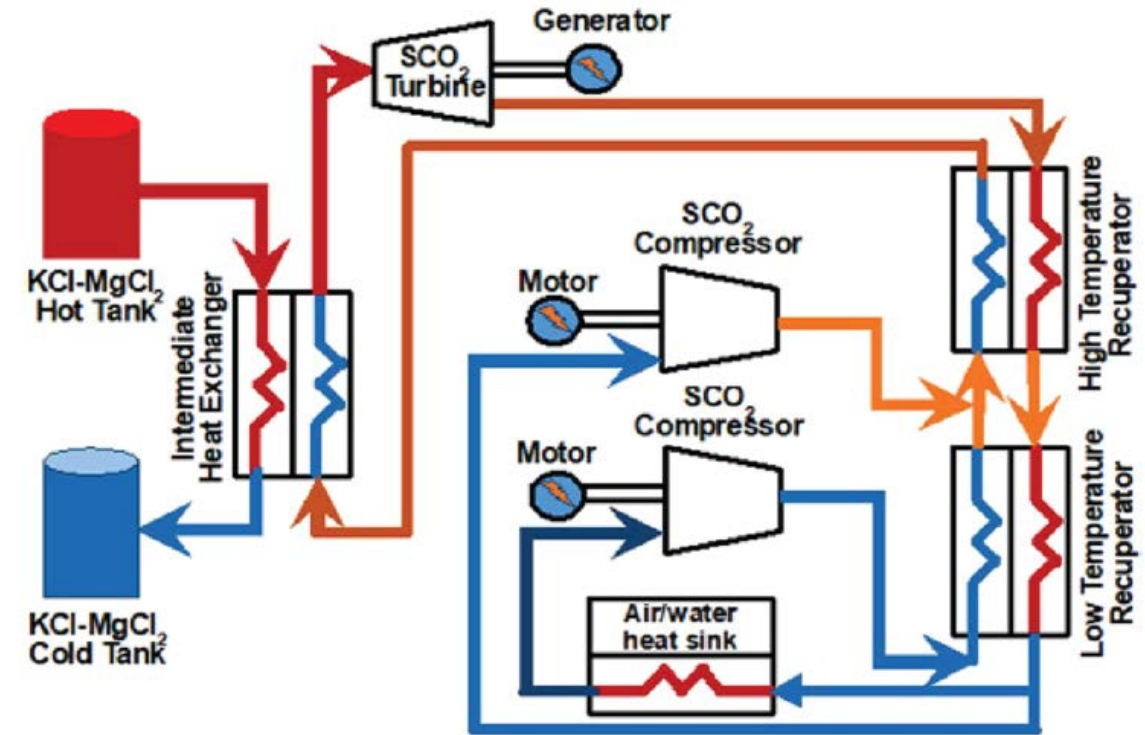 Generator
SCO2
Turbine
KCl-MgCl2
Hot Tank
Intermediate
Heat Exchanger
SCO2
Compressor
Motor
High Temperature
Recuperator
SCO2
Compressor
Motor
Low Temperature
Recuperator
Air/water
heat sink
KCl-MgCl2
Cold Tank